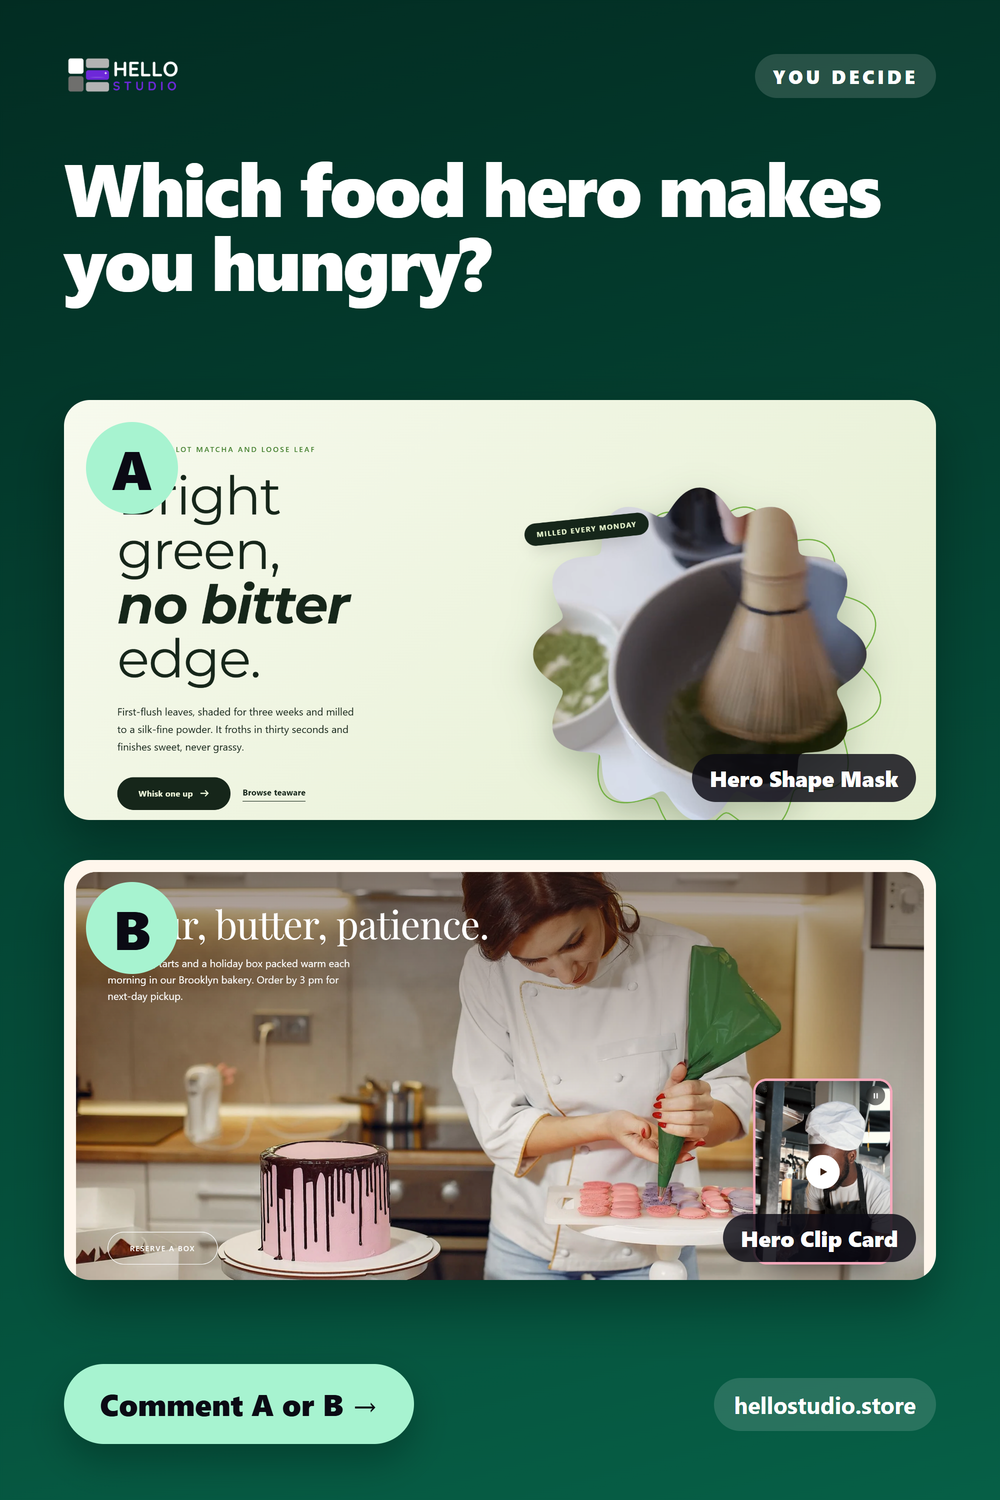 HELLO
STUDIO
YOU DECIDE
Which food hero makes
you hungry?
A
LOT MATCHA AND LOOSE LEAF
right
green,
no bitter
edge.
MILLED EVERY MONDAY
First-flush leaves, shaded for three weeks and milled
to a silk-fine powder. It froths in thirty seconds and
finishes sweet, never grassy.
Whisk one up →
Browse teaware
Hero Shape Mask
B
r, butter, patience.
arts and a holiday box packed warm each
morning in our Brooklyn bakery. Order by 3 pm for
next-day pickup.
RESERVE A BOX
Hero Clip Card
Comment A or B →
hellostudio.store